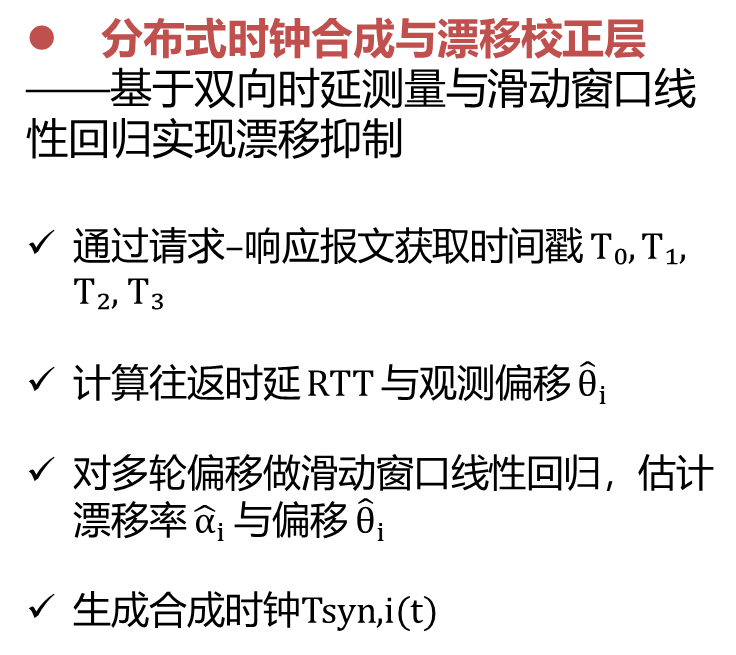 ● 分布式时钟合成与漂移校正层
——基于双向时延测量与滑动窗口线
性回归实现漂移抑制
✓ 通过请求–响应报文获取时间戳 T₀, T₁,
T₂, T₃
✓ 计算往返时延 RTT 与观测偏移 θ̂ᵢ
✓ 对多轮偏移做滑动窗口线性回归，估计
漂移率 α̂ᵢ 与偏移 θ̂ᵢ
✓ 生成合成时钟Tsyn,i(t)